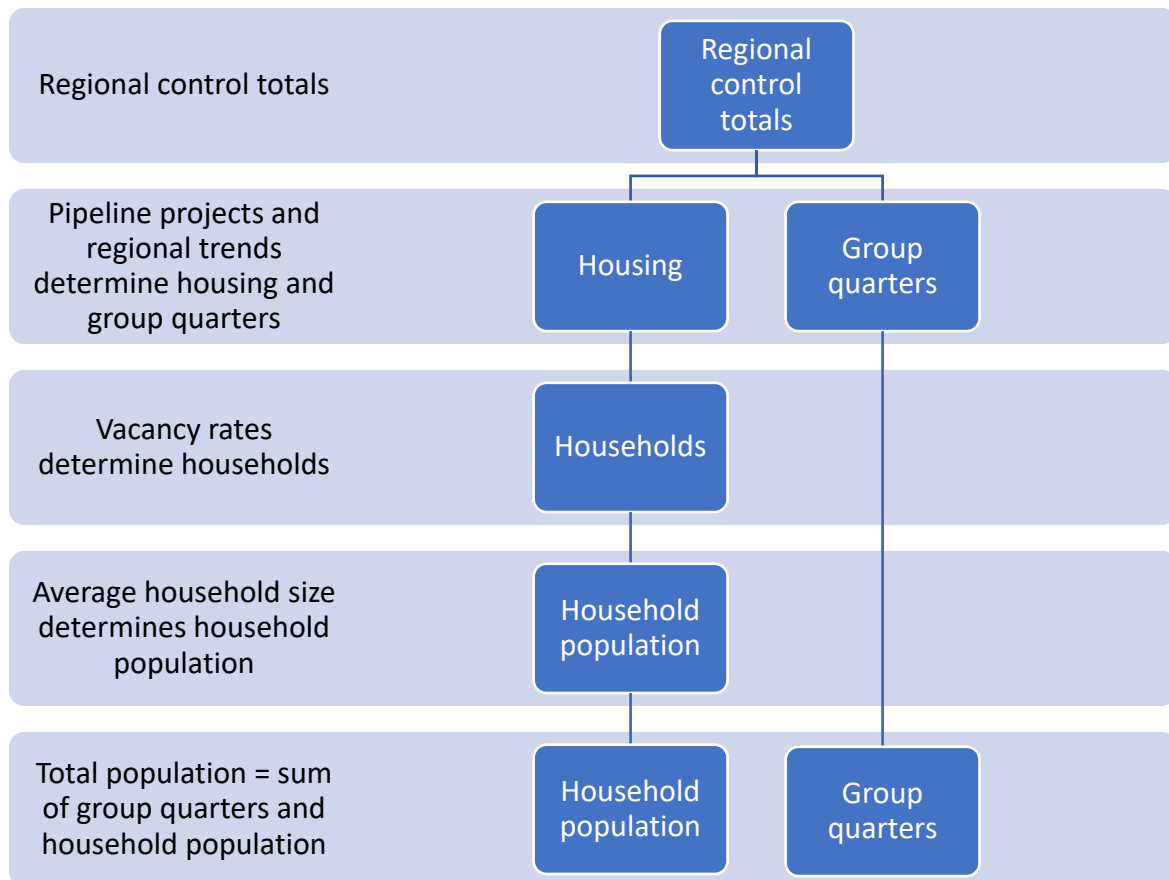 Regional control totals
Regional
control
totals
Pipeline projects and
regional trends
determine housing and
group quarters
Housing
Group
quarters
Vacancy rates
determine households
Households
Average household size
determines household
population
Household
population
Total population = sum
of group quarters and
household population
Household
population
Group
quarters